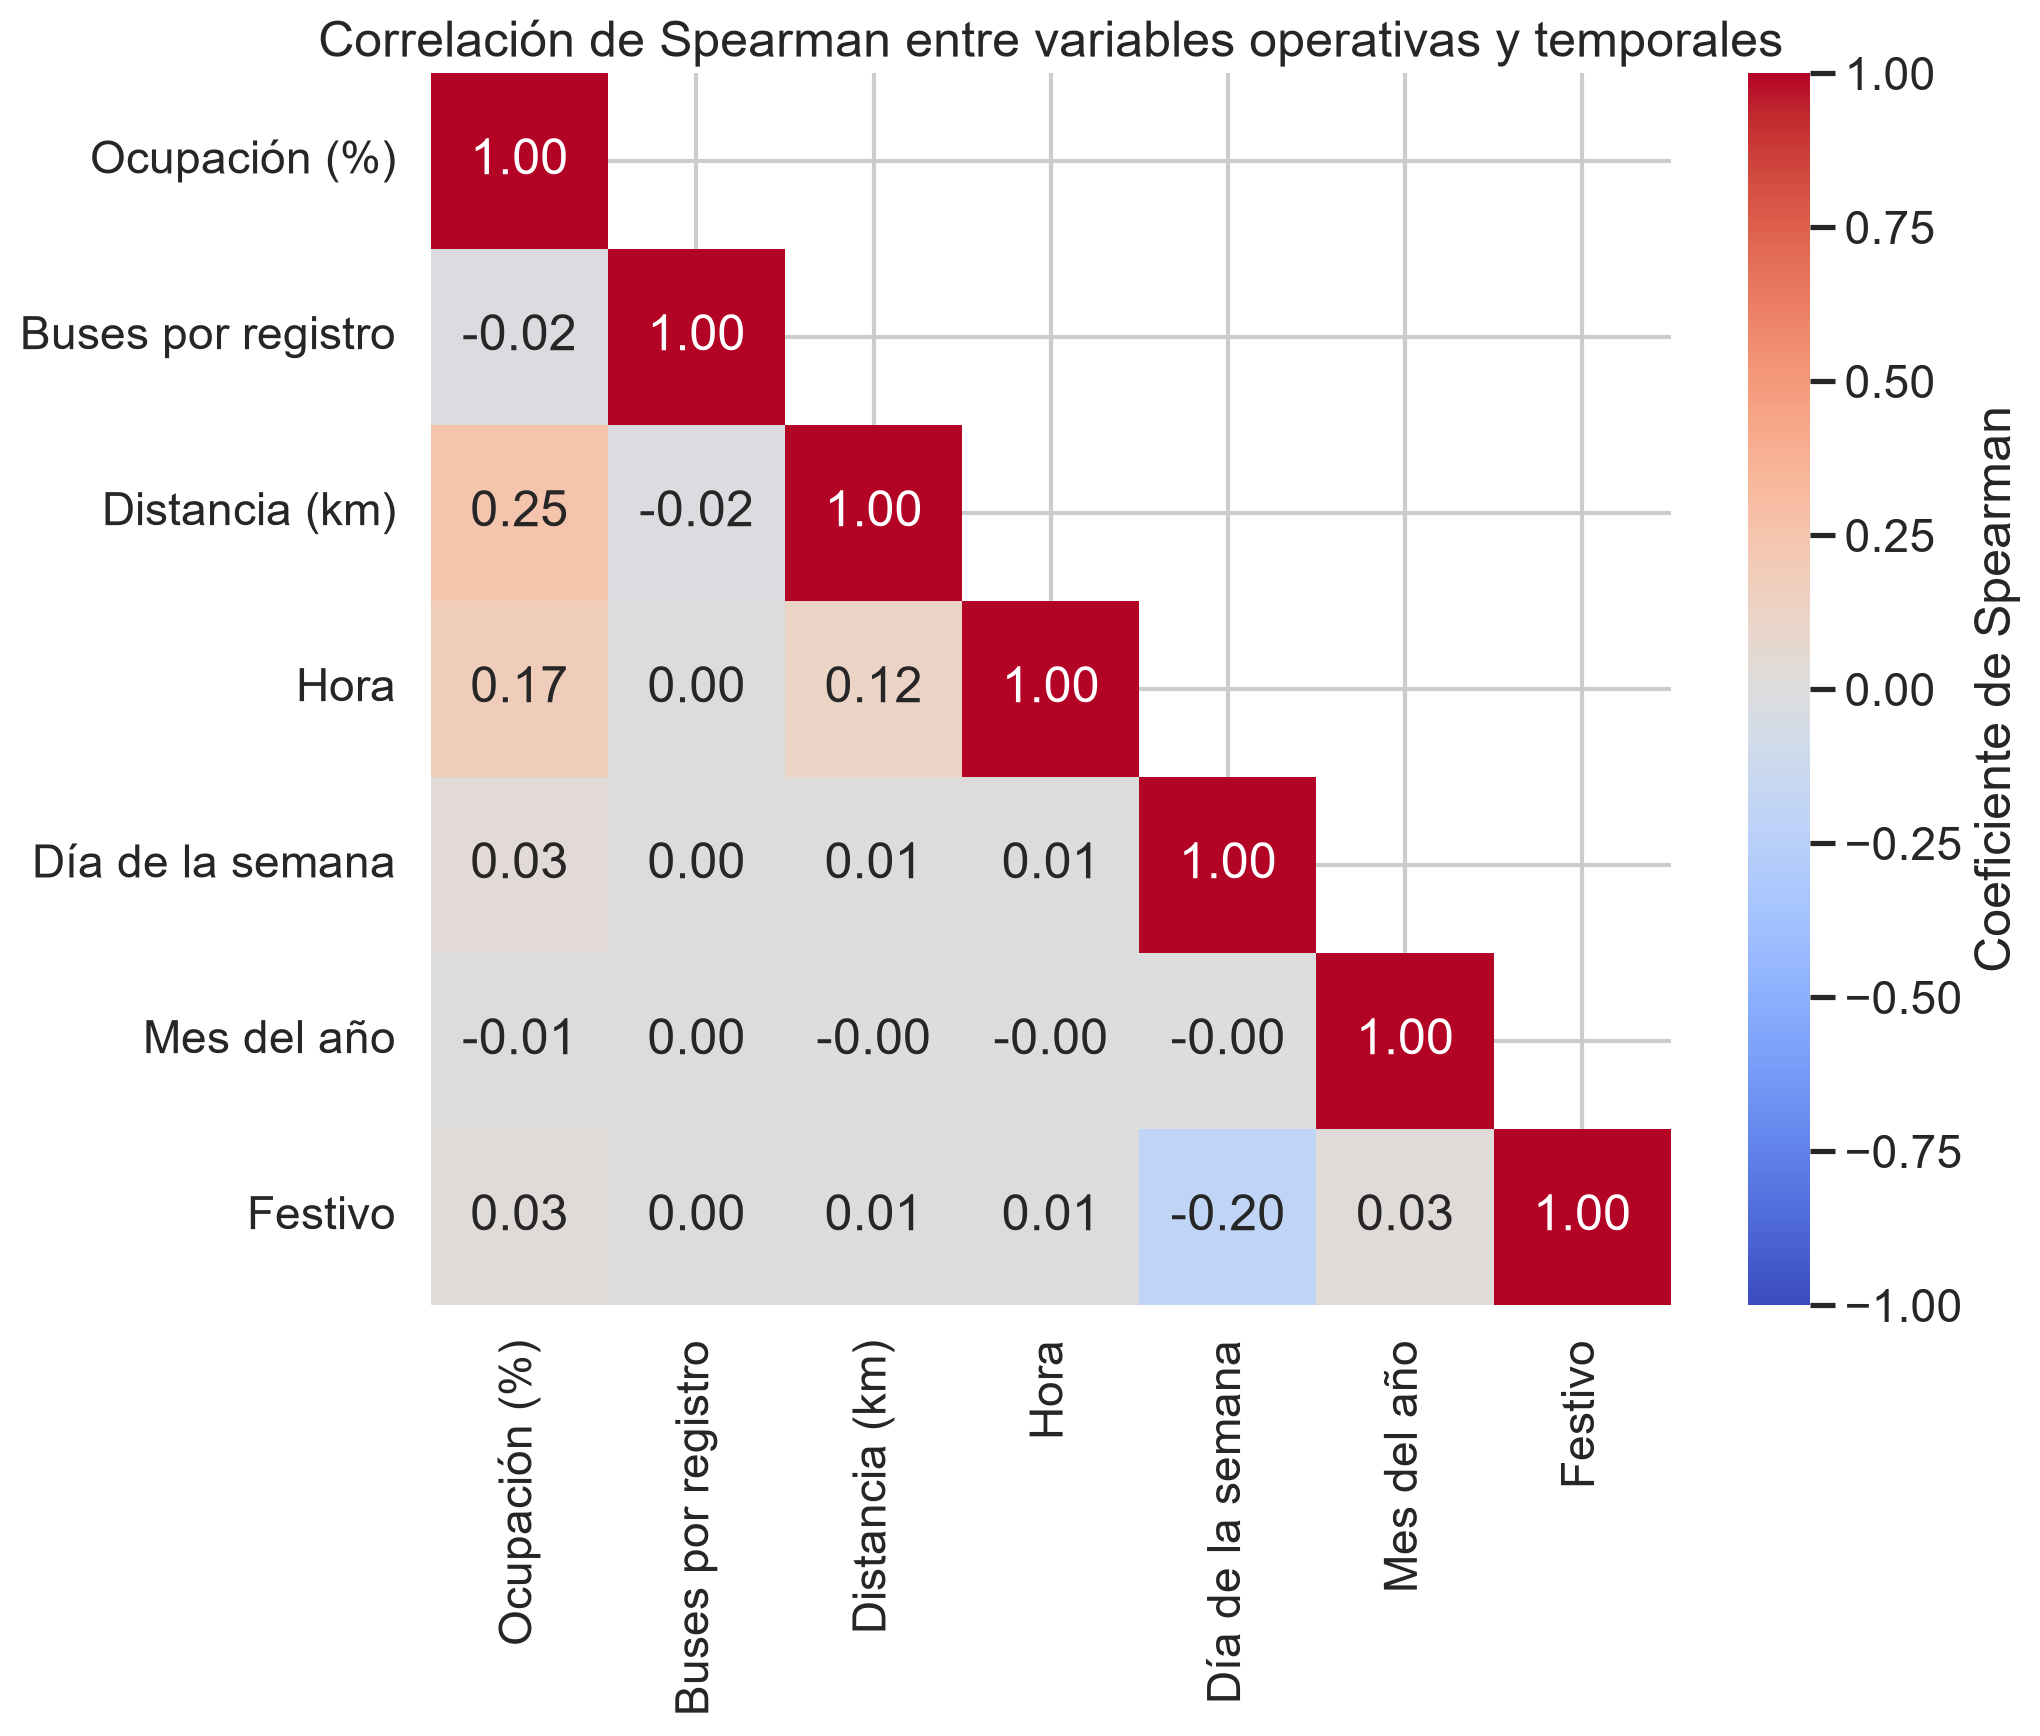 Correlación de Spearman entre variables operativas y temporales
Ocupación (%)
1.00
Buses por registro
-0.02
1.00
Distancia (km)
0.25
-0.02
1.00
Hora
0.17
0.00
0.12
1.00
Día de la semana
0.03
0.00
0.01
0.01
1.00
Mes del año
-0.01
0.00
-0.00
-0.00
-0.00
1.00
Festivo
0.03
0.00
0.01
0.01
-0.20
0.03
1.00
Ocupación (%)
Buses por registro
Distancia (km)
Hora
Día de la semana
Mes del año
Festivo
1.00
0.75
0.50
0.25
0.00
−0.25
−0.50
−0.75
−1.00
Coeficiente de Spearman